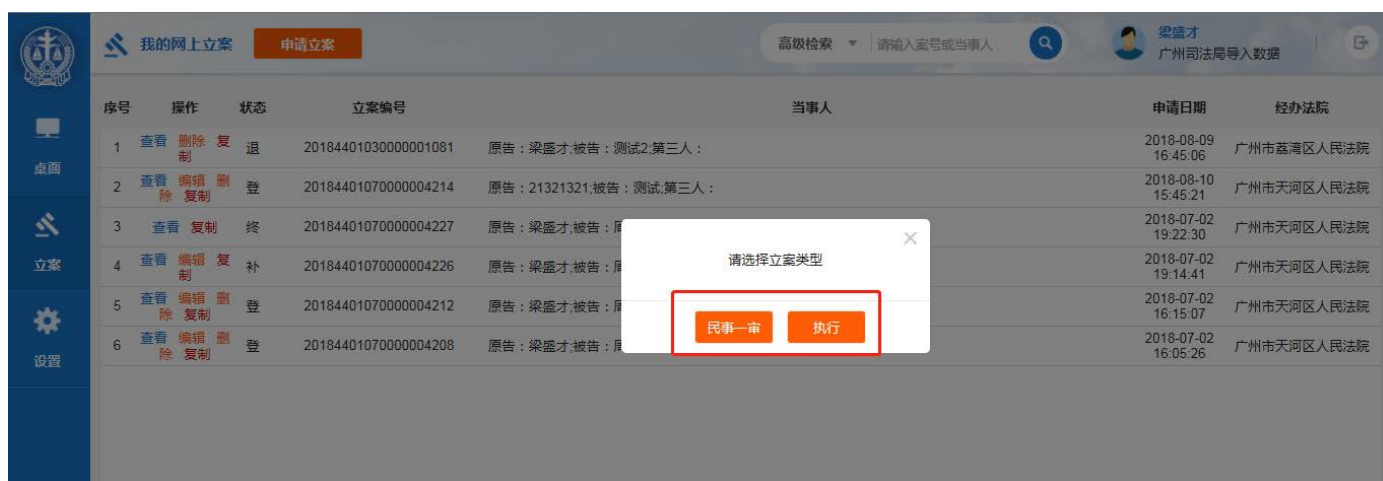 我的网上立案 申请立案 高级检索 请输入案号或当事人 梁盛才
广州司法局导入数据
桌面
立案
设置
序号 操作 状态 立案编号 当事人 申请日期 经办法院
1 查看 删除 复制 退 20184401030000001081 原告：梁盛才;被告：测试2;第三人： 2018-08-09 16:45:06 广州市荔湾区人民法院
2 查看 编辑 删除 复制 登 20184401070000004214 原告：21321321;被告：测试;第三人： 2018-08-10 15:45:21 广州市天河区人民法院
3 查看 复制 终 20184401070000004227 原告：梁盛才;被告： 2018-07-02 19:22:30 广州市天河区人民法院
4 查看 编辑 复制 补 20184401070000004226 原告：梁盛才;被告： 2018-07-02 19:14:41 广州市天河区人民法院
5 查看 编辑 删除 复制 登 20184401070000004212 原告：梁盛才;被告： 2018-07-02 16:15:07 广州市天河区人民法院
6 查看 编辑 删除 复制 登 20184401070000004208 原告：梁盛才;被告： 2018-07-02 16:05:26 广州市天河区人民法院
请选择立案类型
民事一审 执行